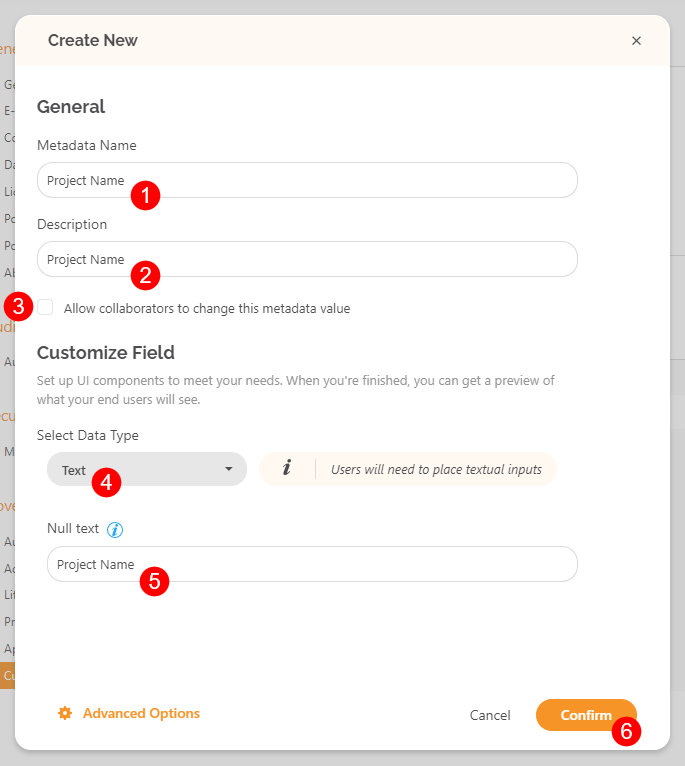 Create New
×
General
Metadata Name
Project Name
1
Description
Project Name
2
3
Allow collaborators to change this metadata value
Customize Field
Set up UI components to meet your needs. When you're finished, you can get a preview of
what your end users will see.
Select Data Type
Text
4
i
Users will need to place textual inputs
Null text
i
Project Name
5
Advanced Options
Cancel
Confirm
6